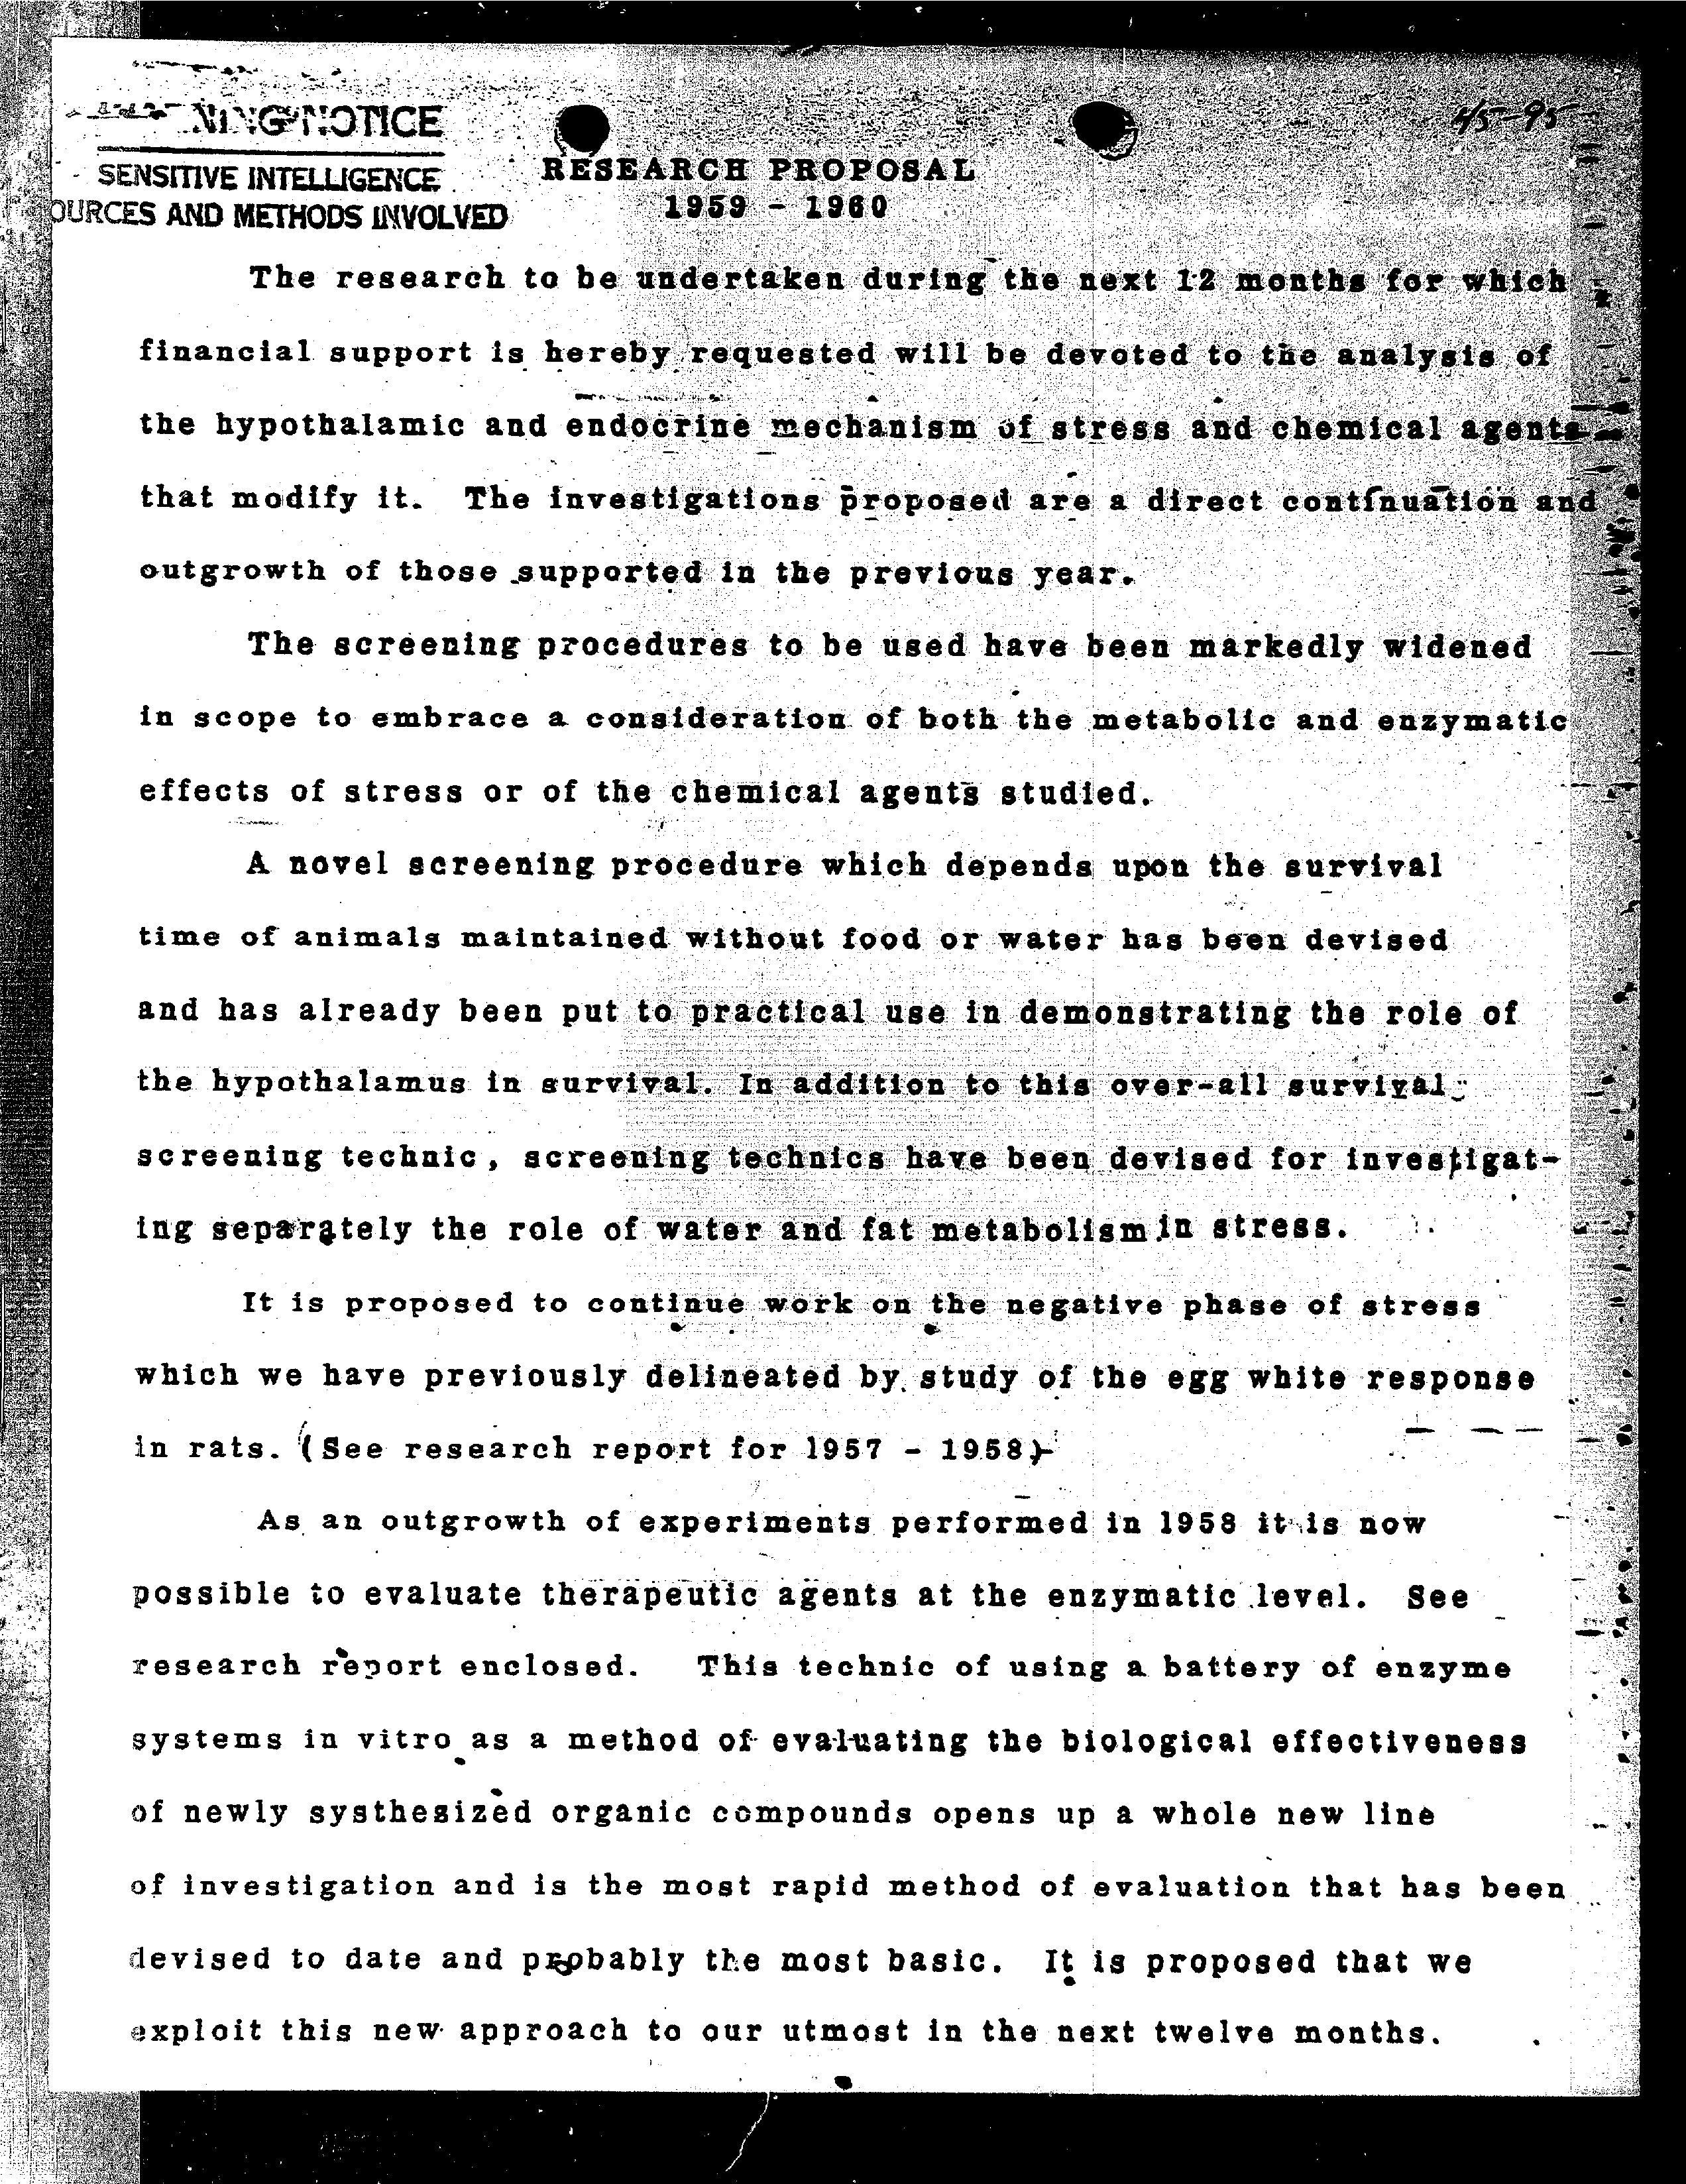 NING NOTICE
45-95
SENSITIVE INTELLIGENCE
OURCES AND METHODS INVOLVED
RESEARCH PROPOSAL
1959 - 1960
The research to be undertaken during the next 12 months for which
financial support is hereby requested will be devoted to the analysis of
the hypothalamic and endocrine mechanism of stress and chemical agents
that modify it. The investigations proposed are a direct continuation and
outgrowth of those supported in the previous year.
The screening procedures to be used have been markedly widened
in scope to embrace a consideration of both the metabolic and enzymatic
effects of stress or of the chemical agents studied.
A novel screening procedure which depends upon the survival
time of animals maintained without food or water has been devised
and has already been put to practical use in demonstrating the role of
the hypothalamus in survival. In addition to this over-all survival
screening technic, screening technics have been devised for investigat-
ing separately the role of water and fat metabolism in stress.
It is proposed to continue work on the negative phase of stress
which we have previously delineated by study of the egg white response
in rats. (See research report for 1957 - 1958)
As an outgrowth of experiments performed in 1958 it is now
possible to evaluate therapeutic agents at the enzymatic level. See
research report enclosed. This technic of using a battery of enzyme
systems in vitro as a method of evaluating the biological effectiveness
of newly systhesized organic compounds opens up a whole new line
of investigation and is the most rapid method of evaluation that has been
devised to date and probably the most basic. It is proposed that we
exploit this new approach to our utmost in the next twelve months.